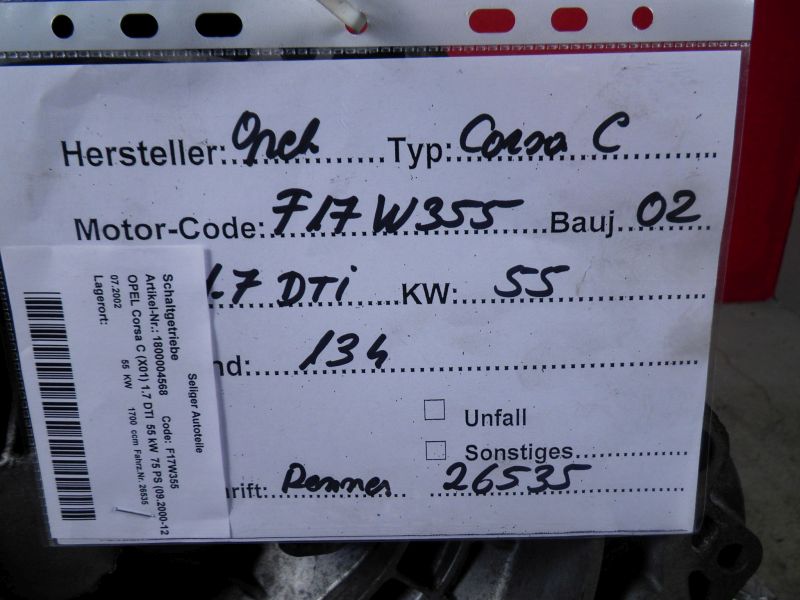 Hersteller: Opel Typ: Corsa C
Motor-Code: F17W355 Bauj. 02
1.7 DTi KW: 55
nd: 134
Unfall
Sonstiges
rift: 26535
Seliger Autoteile
Schaltgetriebe
Artikel-Nr.: 1800004568 Code: F17W355
OPEL Corsa C (X01) 1.7 DTI 55 kW 75 PS (09.2000-12
07.2002 55 KW 1700 ccm Fahrz.Nr. 26535
Lagerort: